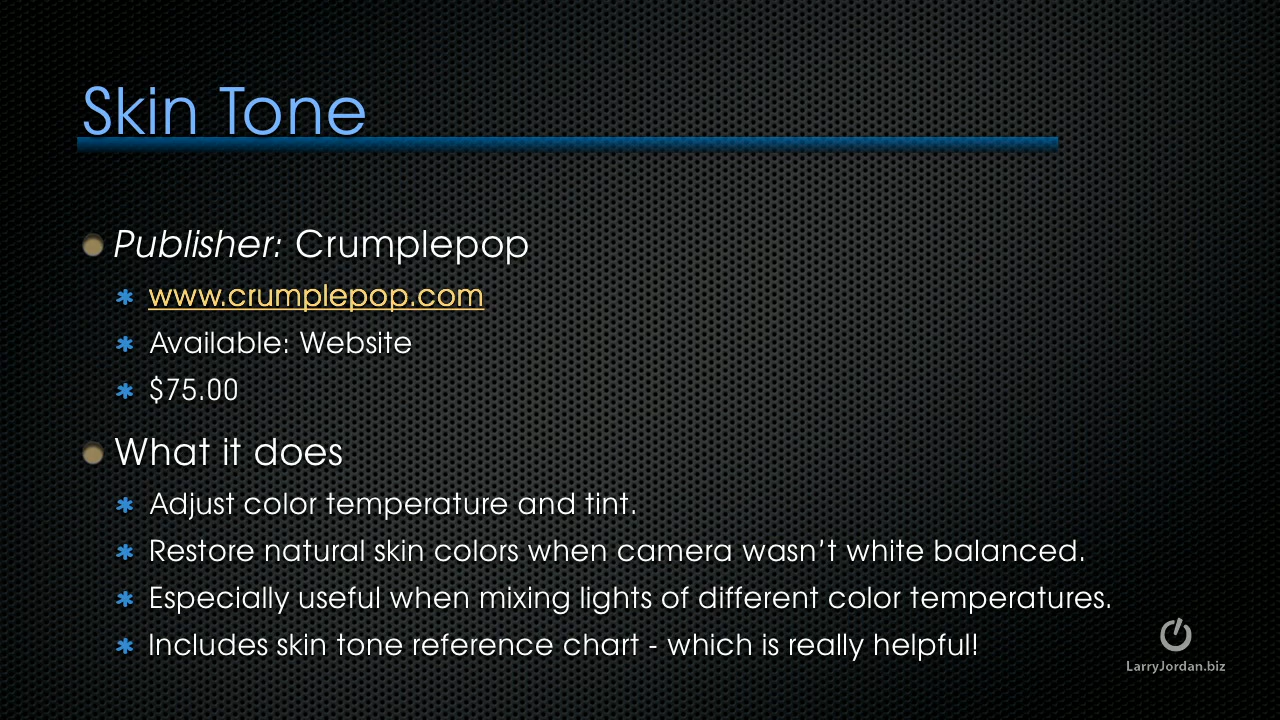 Skin Tone
Publisher: Crumplepop
www.crumplepop.com
Available: Website
$75.00
What it does
Adjust color temperature and tint.
Restore natural skin colors when camera wasn’t white balanced.
Especially useful when mixing lights of different color temperatures.
Includes skin tone reference chart - which is really helpful!
LarryJordan.biz